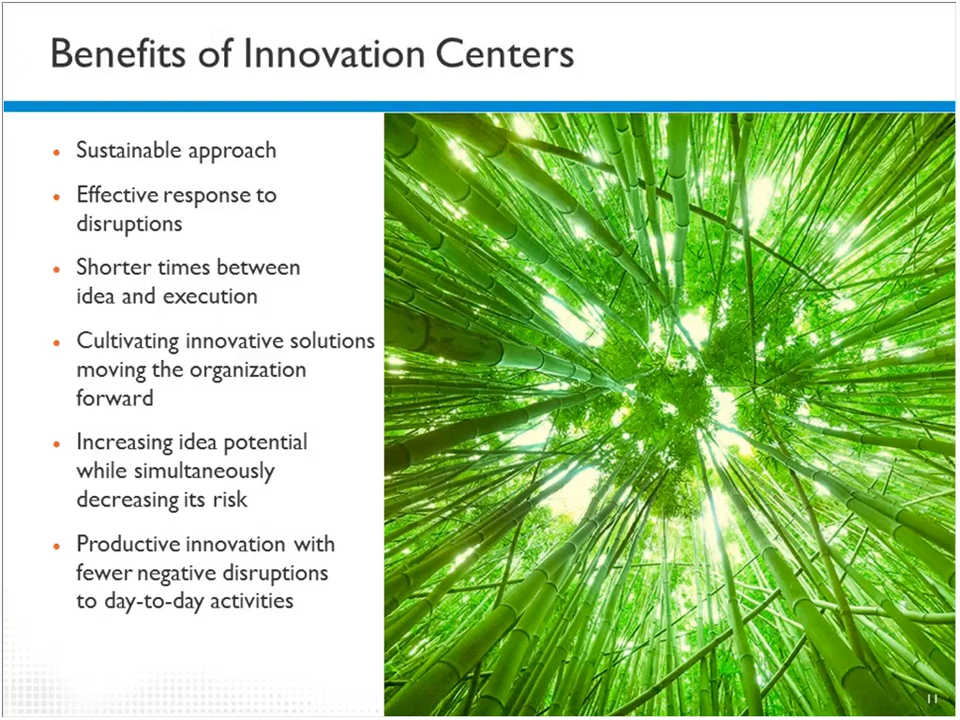 Benefits of Innovation Centers
• Sustainable approach
• Effective response to
disruptions
• Shorter times between
idea and execution
• Cultivating innovative solutions
moving the organization
forward
• Increasing idea potential
while simultaneously
decreasing its risk
• Productive innovation with
fewer negative disruptions
to day-to-day activities
11